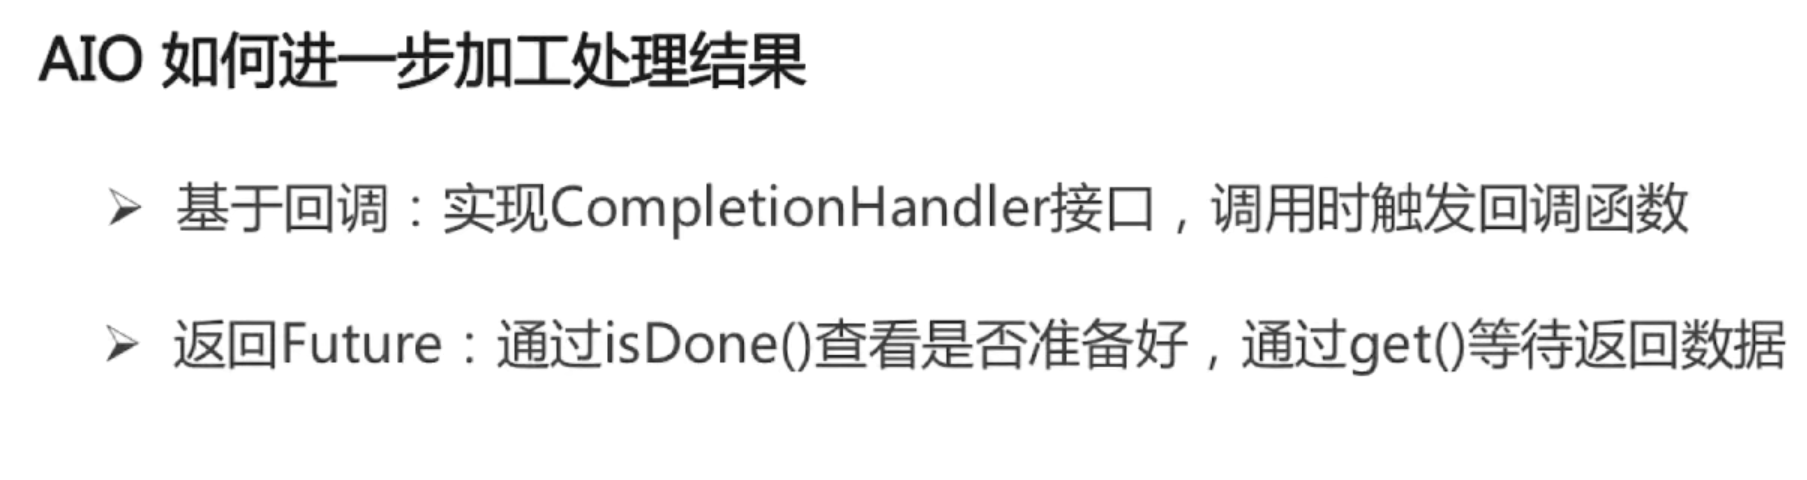 AIO 如何进一步加工处理结果
基于回调：实现CompletionHandler接口，调用时触发回调函数
返回Future：通过isDone()查看是否准备好，通过get()等待返回数据